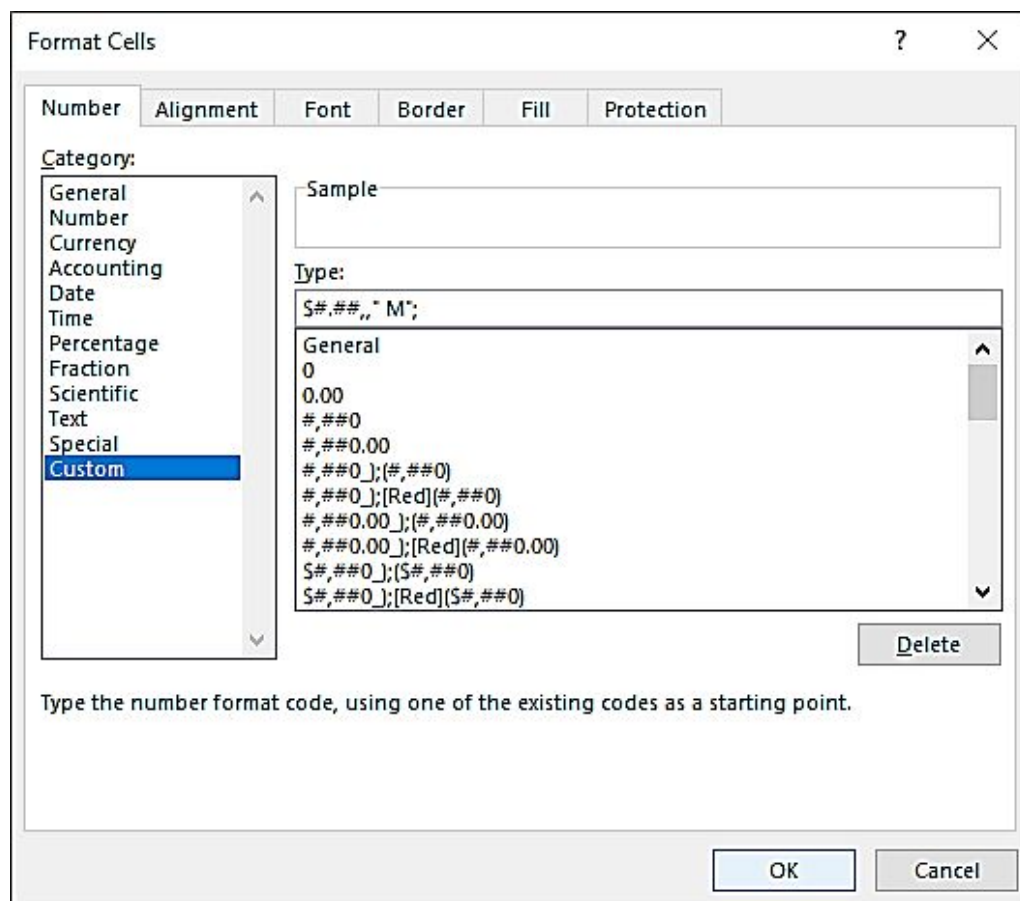 Format Cells ? ×
Number Alignment Font Border Fill Protection
Category:
General
Number
Currency
Accounting
Date
Time
Percentage
Fraction
Scientific
Text
Special
Custom
Sample
Type:
$#.##,," M";
General
0
0.00
#,##0
#,##0.00
#,##0_);(#,##0)
#,##0_);[Red](#,##0)
#,##0.00_);(#,##0.00)
#,##0.00_);[Red](#,##0.00)
$#,##0_);($#,##0)
$#,##0_);[Red]($#,##0)
Delete
Type the number format code, using one of the existing codes as a starting point.
OK Cancel